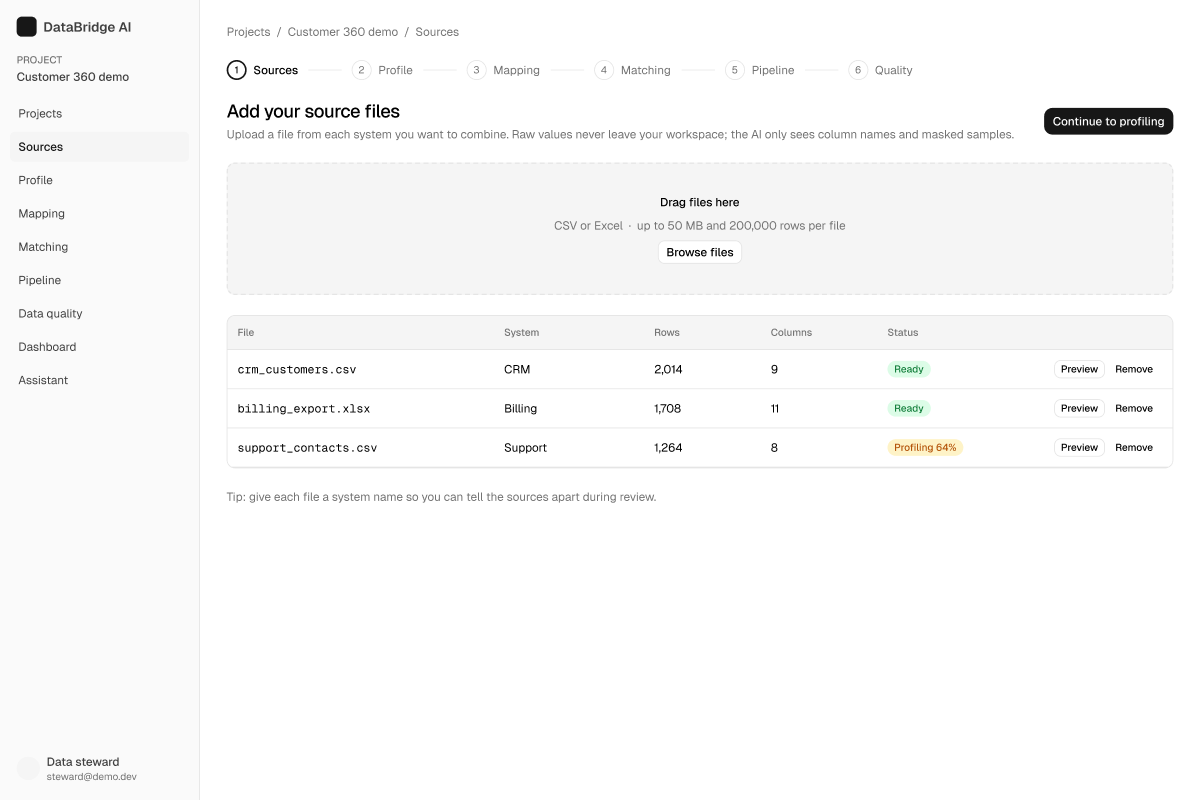 DataBridge AI
PROJECT
Customer 360 demo
Projects
Sources
Profile
Mapping
Matching
Pipeline
Data quality
Dashboard
Assistant
Data steward
steward@demo.dev
Projects / Customer 360 demo / Sources
1 Sources 2 Profile 3 Mapping 4 Matching 5 Pipeline 6 Quality
Add your source files
Upload a file from each system you want to combine. Raw values never leave your workspace; the AI only sees column names and masked samples.
Continue to profiling
Drag files here
CSV or Excel · up to 50 MB and 200,000 rows per file
Browse files
File System Rows Columns Status
crm_customers.csv CRM 2,014 9 Ready Preview Remove
billing_export.xlsx Billing 1,708 11 Ready Preview Remove
support_contacts.csv Support 1,264 8 Profiling 64% Preview Remove
Tip: give each file a system name so you can tell the sources apart during review.